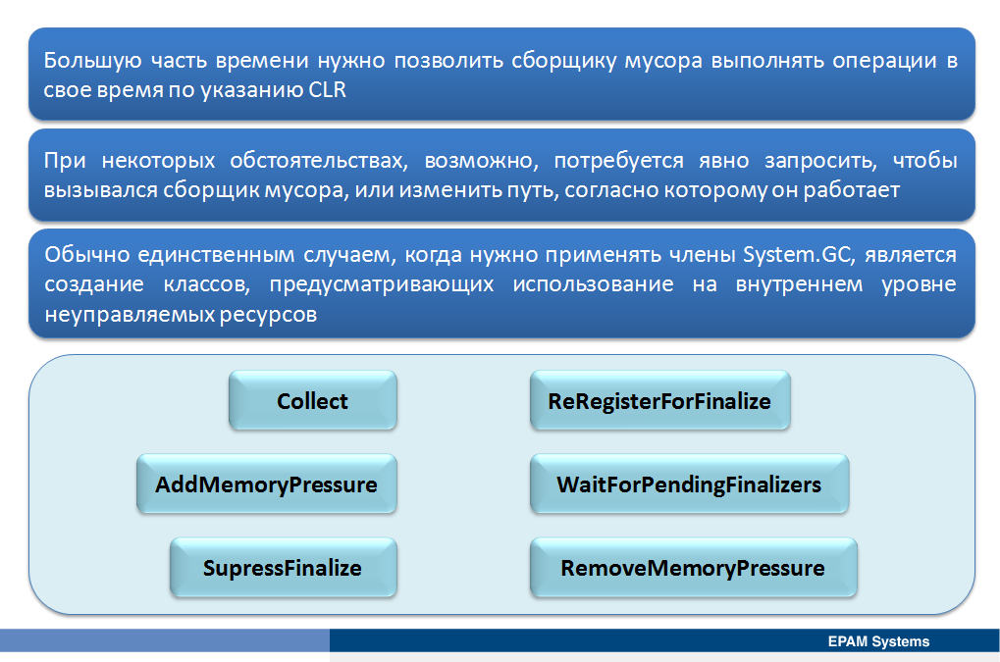 Большую часть времени нужно позволить сборщику мусора выполнять операции в
свое время по указанию CLR
При некоторых обстоятельствах, возможно, потребуется явно запросить, чтобы
вызывался сборщик мусора, или изменить путь, согласно которому он работает
Обычно единственным случаем, когда нужно применять члены System.GC, является
создание классов, предусматривающих использование на внутреннем уровне
неуправляемых ресурсов
Collect
ReRegisterForFinalize
AddMemoryPressure
WaitForPendingFinalizers
SupressFinalize
RemoveMemoryPressure
EPAM Systems